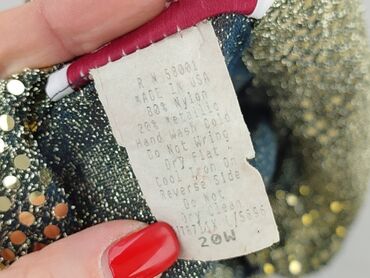 R N 58001
MADE IN USA
80% Nylon
20% Metallic
Hand Wash Cold
Do Not Wring
Dry Flat
Cool Iron On
Reverse Side
Do Not
Dry Clean
20W